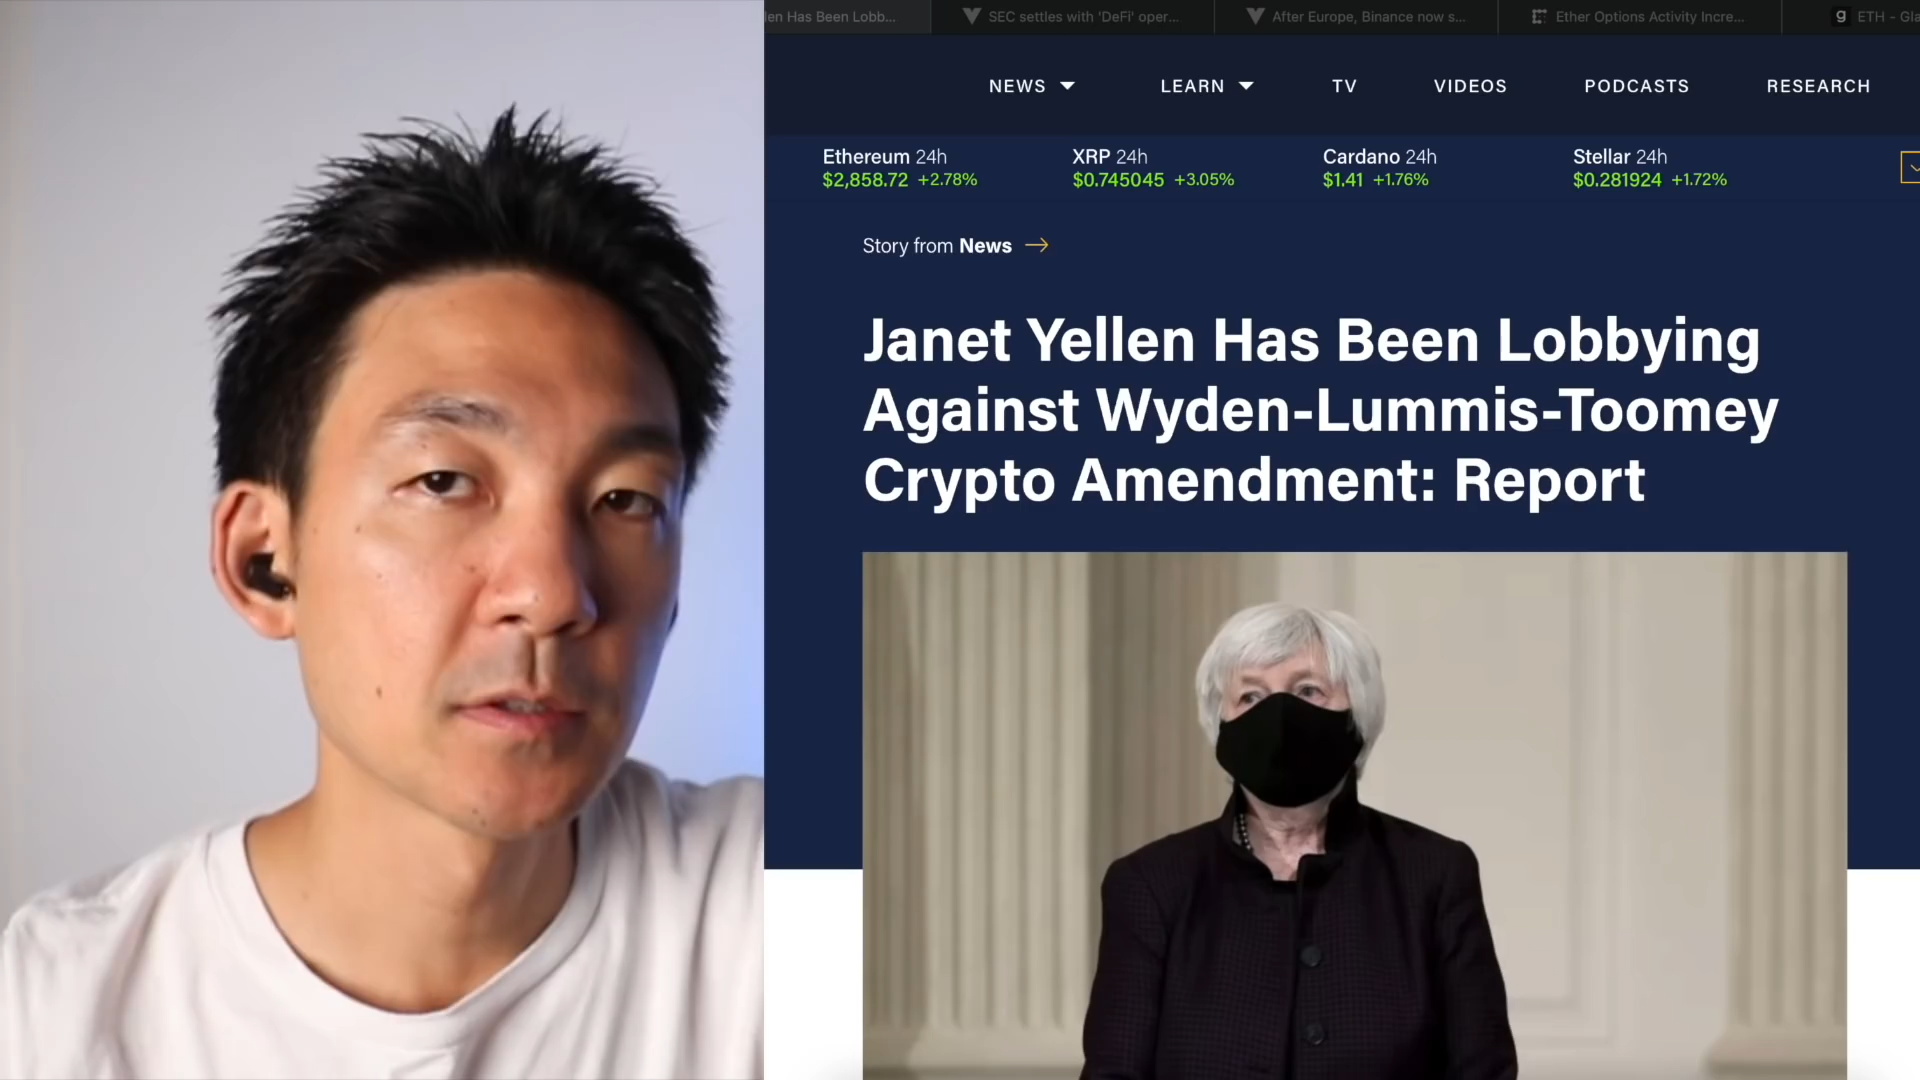 len Has Been Lobb...
SEC settles with 'DeFi' oper...
After Europe, Binance now s...
Ether Options Activity Incre...
ETH - Gla
NEWS
LEARN
TV
VIDEOS
PODCASTS
RESEARCH
Ethereum 24h
$2,858.72 +2.78%
XRP 24h
$0.745045 +3.05%
Cardano 24h
$1.41 +1.76%
Stellar 24h
$0.281924 +1.72%
Story from News
Janet Yellen Has Been Lobbying
Against Wyden-Lummis-Toomey
Crypto Amendment: Report